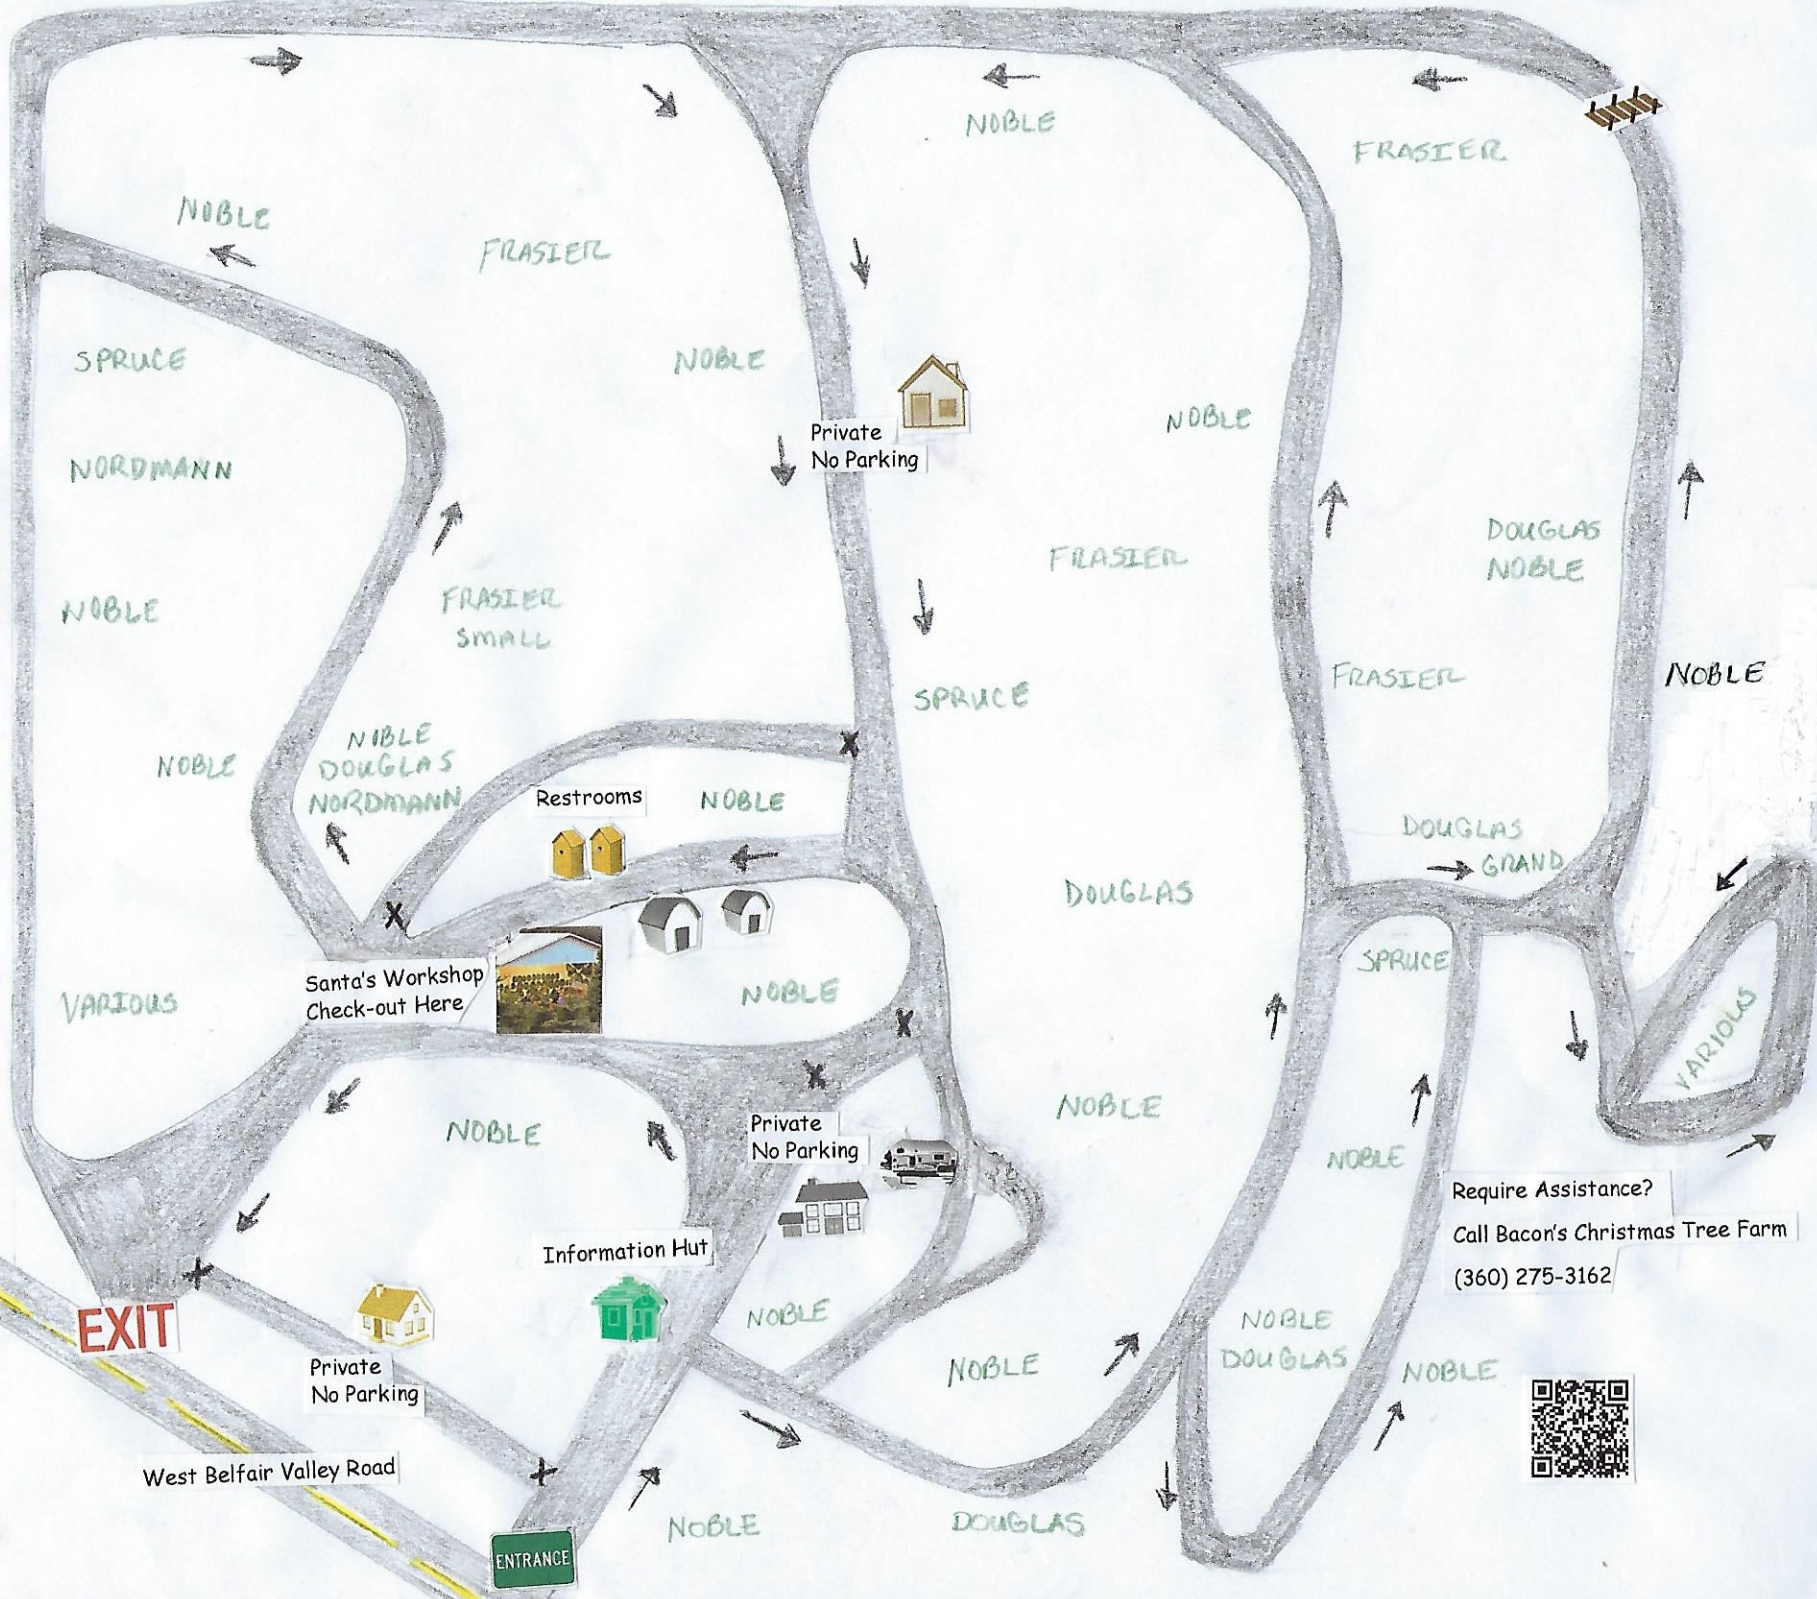 NOBLE
FRASIER
NOBLE
FRASIER
SPRUCE
NOBLE
Private
No Parking
NOBLE
NORDMANN
DOUGLAS
NOBLE
FRASIER
NOBLE
FRASIER
SMALL
FRASIER
NOBLE
SPRUCE
NOBLE
NOBLE
DOUGLAS
NORDMANN
Restrooms
NOBLE
DOUGLAS
GRAND
DOUGLAS
SPRUCE
Santa's Workshop
Check-out Here
NOBLE
VARIOUS
VARIOUS
NOBLE
NOBLE
Private
No Parking
NOBLE
Require Assistance?
Call Bacon's Christmas Tree Farm
(360) 275-3162
Information Hut
NOBLE
NOBLE
DOUGLAS
EXIT
Private
No Parking
NOBLE
NOBLE
West Belfair Valley Road
NOBLE
DOUGLAS
ENTRANCE